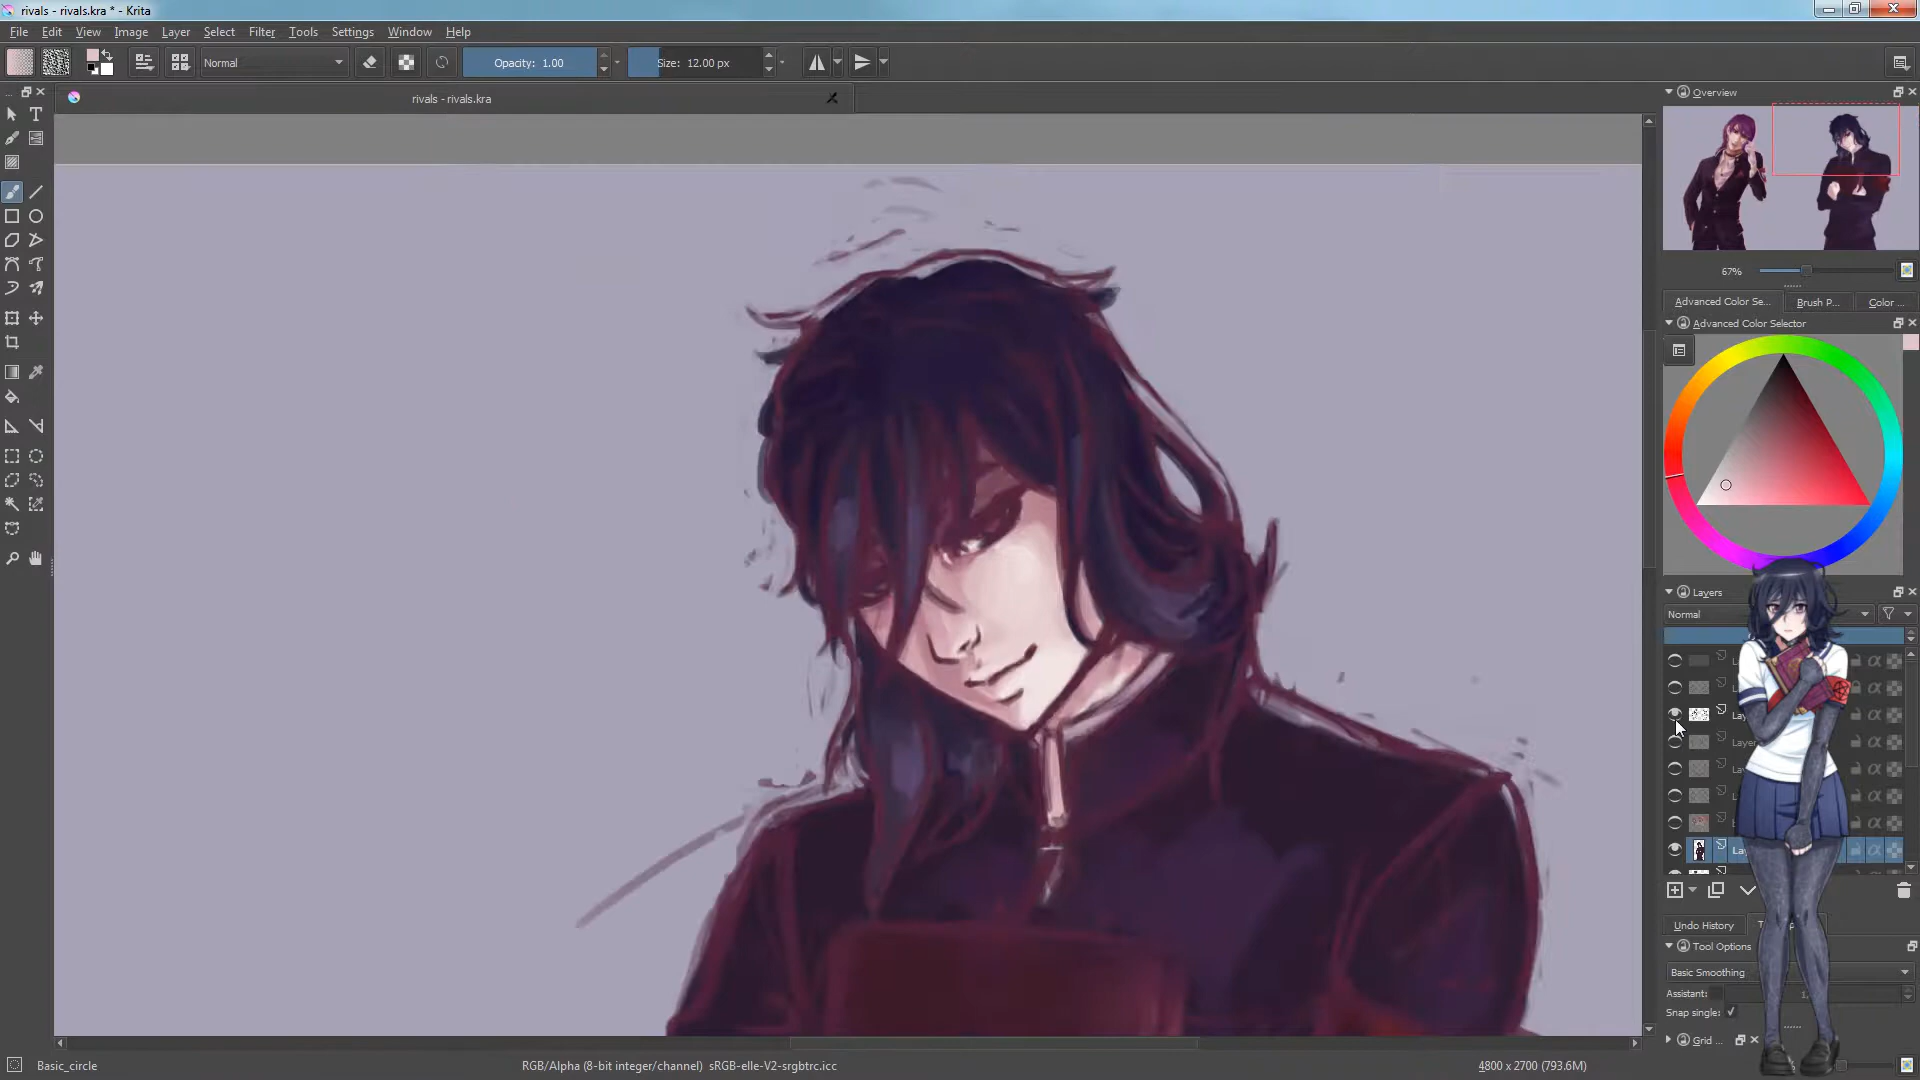 rivals - rivals.kra * - Krita
File Edit View Image Layer Select Filter Tools Settings Window Help
Normal
Opacity: 1.00
Size: 12.00 px
rivals - rivals.kra
Overview
67%
Advanced Color Se...
Brush P...
Color ...
Advanced Color Selector
Layers
Normal
Layer
Undo History
Tool Options
Basic Smoothing
Assistant:
Snap single:
Grid ...
Basic_circle
RGB/Alpha (8-bit integer/channel) sRGB-elle-V2-srgbtrc.icc
4800 x 2700 (793.6M)